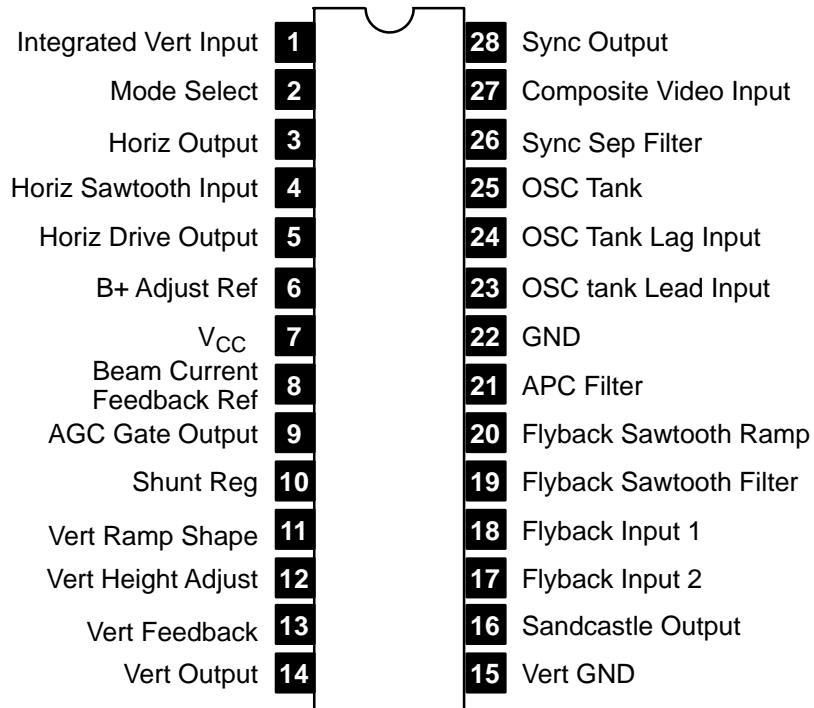 Integrated Vert Input 1 28 Sync Output
Mode Select 2 27 Composite Video Input
Horiz Output 3 26 Sync Sep Filter
Horiz Sawtooth Input 4 25 OSC Tank
Horiz Drive Output 5 24 OSC Tank Lag Input
B+ Adjust Ref 6 23 OSC tank Lead Input
VCC 7 22 GND
Beam Current
Feedback Ref 8 21 APC Filter
AGC Gate Output 9 20 Flyback Sawtooth Ramp
Shunt Reg 10 19 Flyback Sawtooth Filter
Vert Ramp Shape 11 18 Flyback Input 1
Vert Height Adjust 12 17 Flyback Input 2
Vert Feedback 13 16 Sandcastle Output
Vert Output 14 15 Vert GND